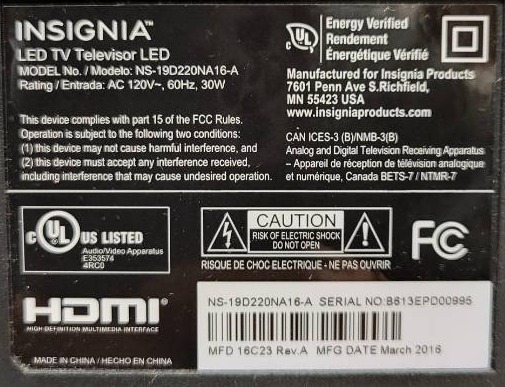 INSIGNIA™
LED TV Televisor LED
MODEL No. / Modelo: NS-19D220NA16-A
Rating / Entrada: AC 120V~, 60Hz, 30W
This device complies with part 15 of the FCC Rules.
Operation is subject to the following two conditions:
(1) this device may not cause harmful interference, and
(2) this device must accept any interference received,
including interference that may cause undesired operation.
C UL US
Energy Verified
Rendement
Énergétique Vérifié
Manufactured for Insignia Products
7601 Penn Ave S.Richfield,
MN 55423 USA
www.insigniaproducts.com
CAN ICES-3 (B)/NMB-3(B)
Analog and Digital Television Receiving Apparatus
– Appareil de réception de télévision analogique
et numérique, Canada BETS-7 / NTMR-7
C UL US LISTED
Audio/Video Apparatus
E353574
4RC0
CAUTION
RISK OF ELECTRIC SHOCK
DO NOT OPEN
RISQUE DE CHOC ELECTRIQUE - NE PAS OUVRIR
FC
HDMI
HIGH-DEFINITION MULTIMEDIA INTERFACE
MADE IN CHINA / HECHO EN CHINA
NS-19D220NA16-A SERIAL NO:B613EPD00995
MFD 16C23 Rev.A MFG DATE March 2016